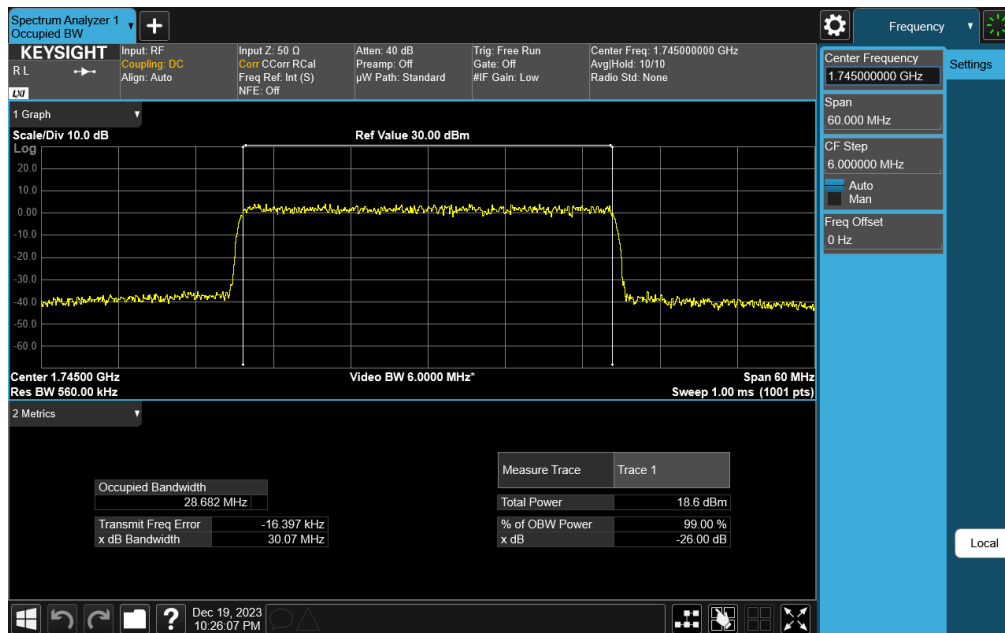 Spectrum Analyzer 1
Occupied BW
Frequency
KEYSIGHT
R L
LXI
Input: RF
Coupling: DC
Align: Auto
Input Z: 50 Ω
Corr CCorr RCal
Freq Ref: Int (S)
NFE: Off
Atten: 40 dB
Preamp: Off
µW Path: Standard
Trig: Free Run
Gate: Off
#IF Gain: Low
Center Freq: 1.745000000 GHz
Avg|Hold: 10/10
Radio Std: None
Center Frequency
1.745000000 GHz
Settings
Span
60.000 MHz
CF Step
6.000000 MHz
Auto
Man
Freq Offset
0 Hz
1 Graph
Scale/Div 10.0 dB
Ref Value 30.00 dBm
Log
20.0
10.0
0.00
-10.0
-20.0
-30.0
-40.0
-50.0
-60.0
Center 1.74500 GHz
Video BW 6.0000 MHz*
Span 60 MHz
Res BW 560.00 kHz
Sweep 1.00 ms (1001 pts)
2 Metrics
Measure Trace Trace 1
Occupied Bandwidth
28.682 MHz
Total Power 18.6 dBm
Transmit Freq Error -16.397 kHz
% of OBW Power 99.00 %
x dB Bandwidth 30.07 MHz
x dB -26.00 dB
Local
?
Dec 19, 2023
10:26:07 PM